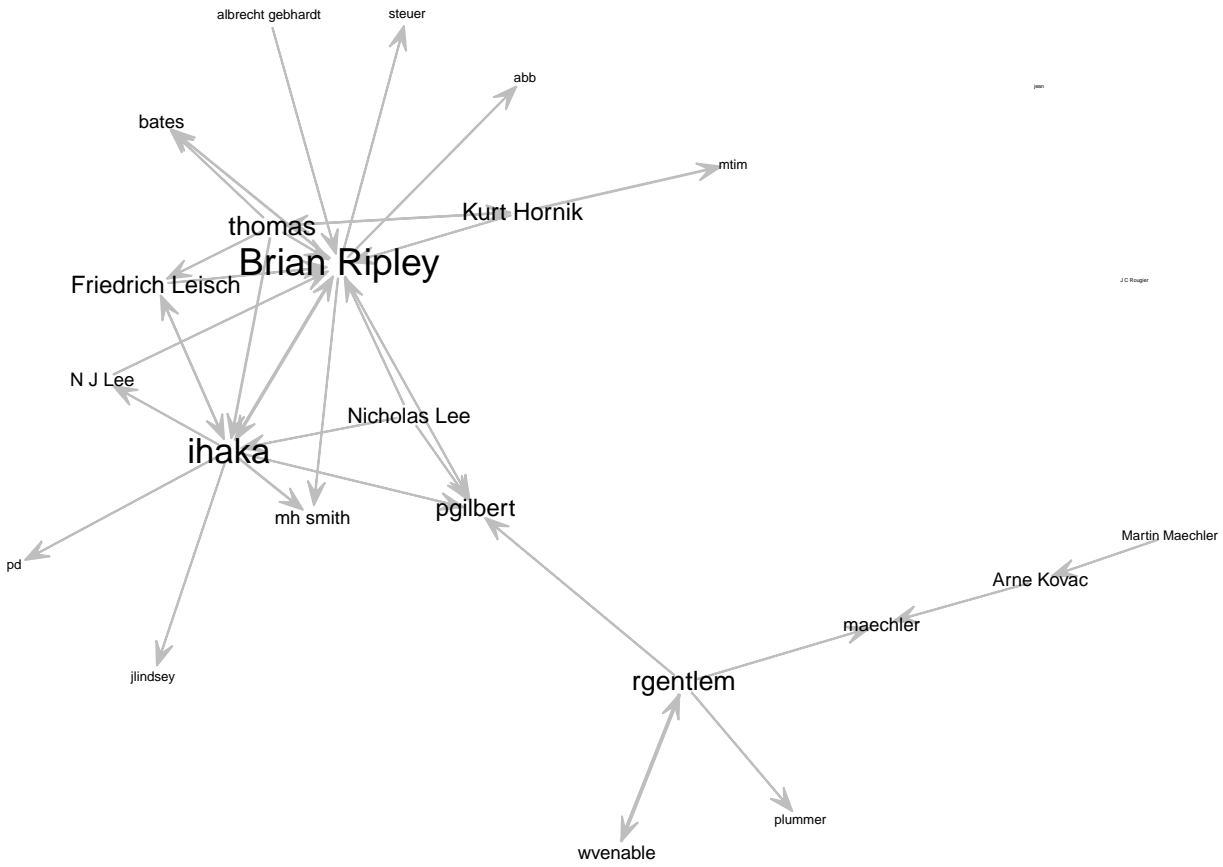 albrecht gebhardt
steuer
abb
jean
bates
mtim
Kurt Hornik
thomas
Brian Ripley
Friedrich Leisch
J C Rougier
N J Lee
Nicholas Lee
ihaka
pgilbert
mh smith
Martin Maechler
pd
Arne Kovac
maechler
jlindsey
rgentlem
plummer
wvenable